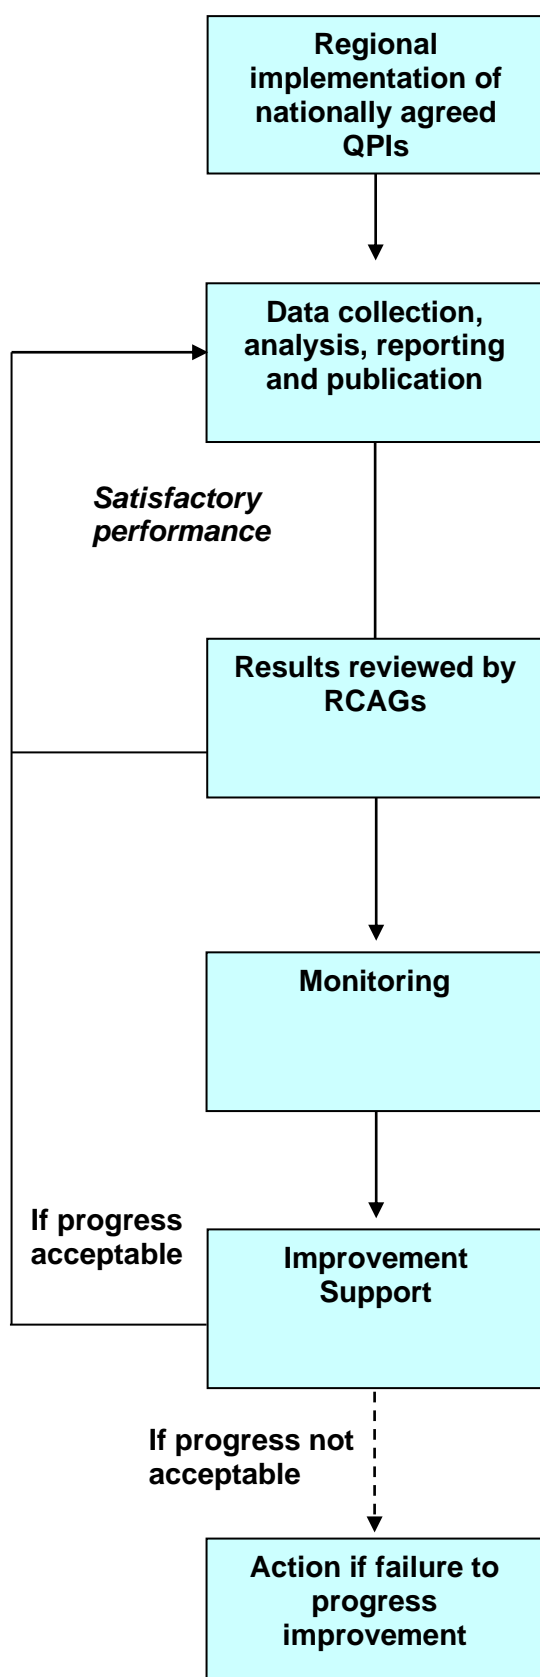 Regional
implementation of
nationally agreed
QPIs
Data collection,
analysis, reporting
and publication
Satisfactory
performance
Results reviewed by
RCAGs
Monitoring
If progress
acceptable
Improvement
Support
If progress not
acceptable
Action if failure to
progress
improvement